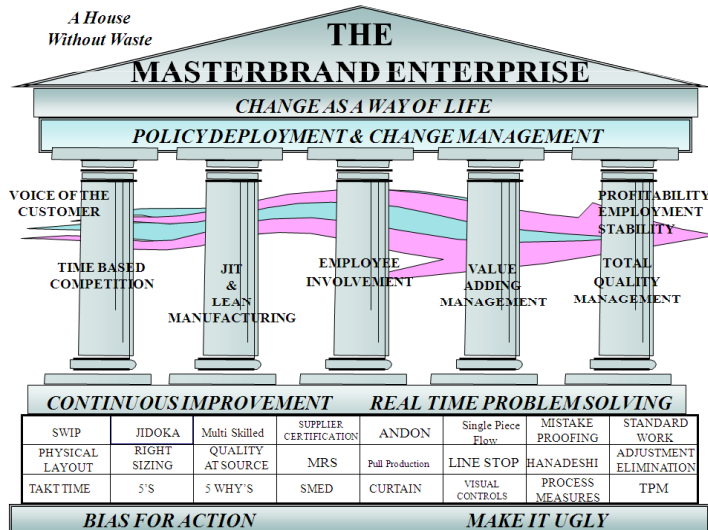 A House
Without Waste
THE
MASTERBRAND ENTERPRISE
CHANGE AS A WAY OF LIFE
POLICY DEPLOYMENT & CHANGE MANAGEMENT
VOICE OF THE
CUSTOMER
PROFITABILITY
EMPLOYMENT
STABILITY
TIME BASED
COMPETITION
JIT
&
LEAN
MANUFACTURING
EMPLOYEE
INVOLVEMENT
VALUE
ADDING
MANAGEMENT
TOTAL
QUALITY
MANAGEMENT
CONTINUOUS IMPROVEMENT REAL TIME PROBLEM SOLVING
SWIP
JIDOKA
Multi Skilled
SUPPLIER
CERTIFICATION
ANDON
Single Piece
Flow
MISTAKE
PROOFING
STANDARD
WORK
PHYSICAL
LAYOUT
RIGHT
SIZING
QUALITY
AT SOURCE
MRS
Pull Production
LINE STOP
HANADESHI
ADJUSTMENT
ELIMINATION
TAKT TIME
5'S
5 WHY'S
SMED
CURTAIN
VISUAL
CONTROLS
PROCESS
MEASURES
TPM
BIAS FOR ACTION MAKE IT UGLY